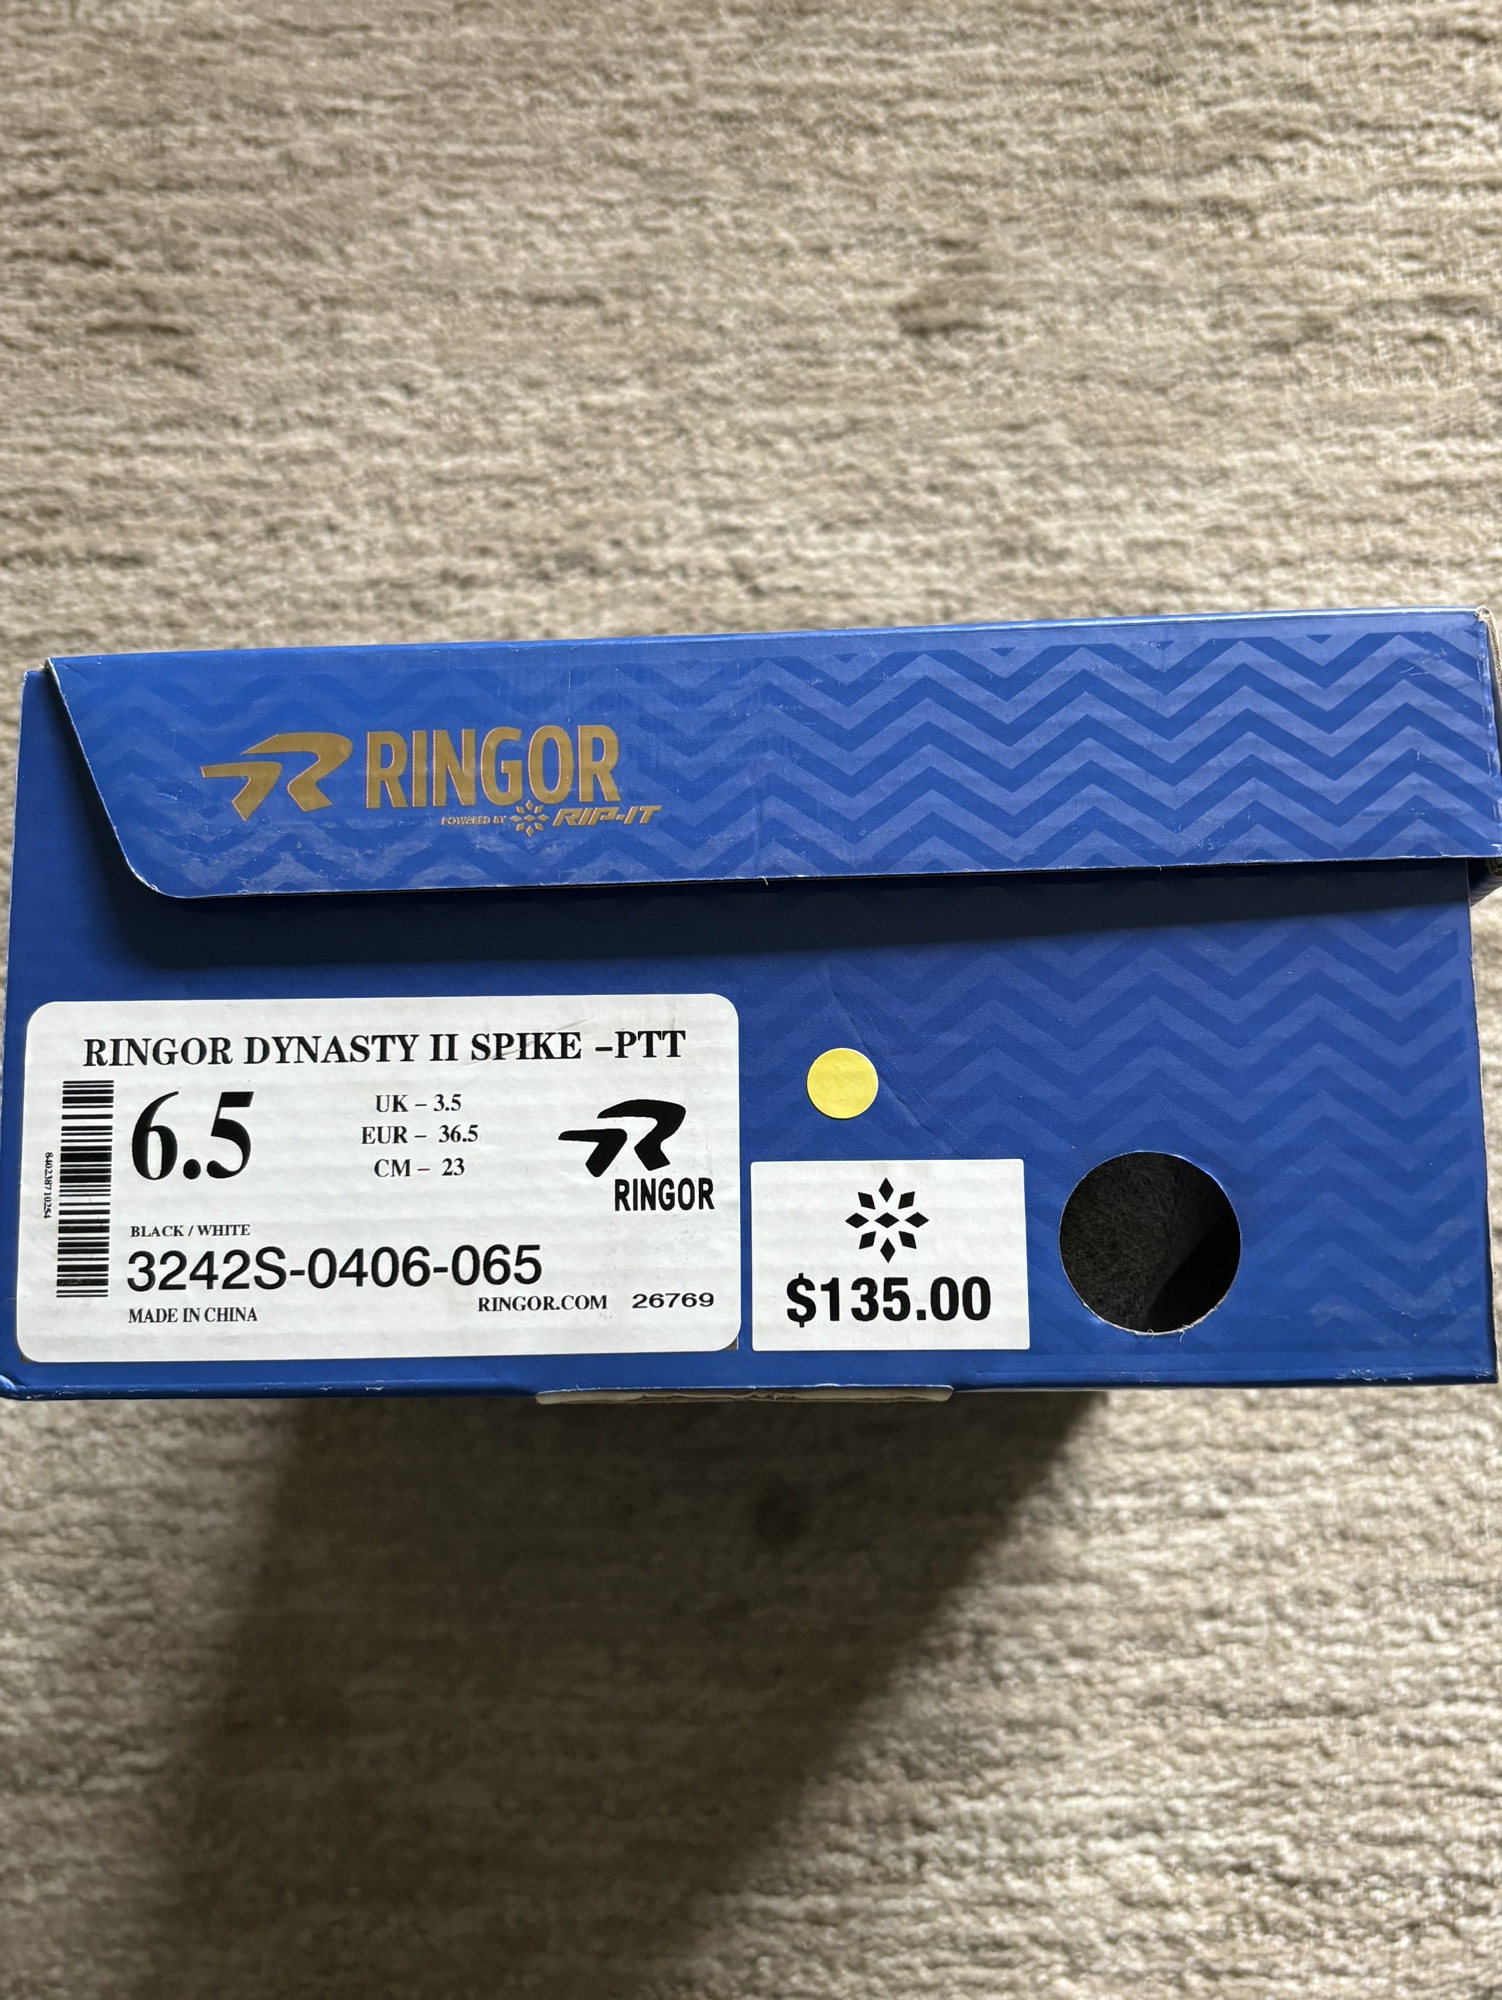 RINGOR
POWERED BY RIP-IT
RINGOR DYNASTY II SPIKE -PTT
6.5
UK - 3.5
EUR - 36.5
CM - 23
RINGOR
840238710254
BLACK / WHITE
3242S-0406-065
MADE IN CHINA
RINGOR.COM 26769
$135.00